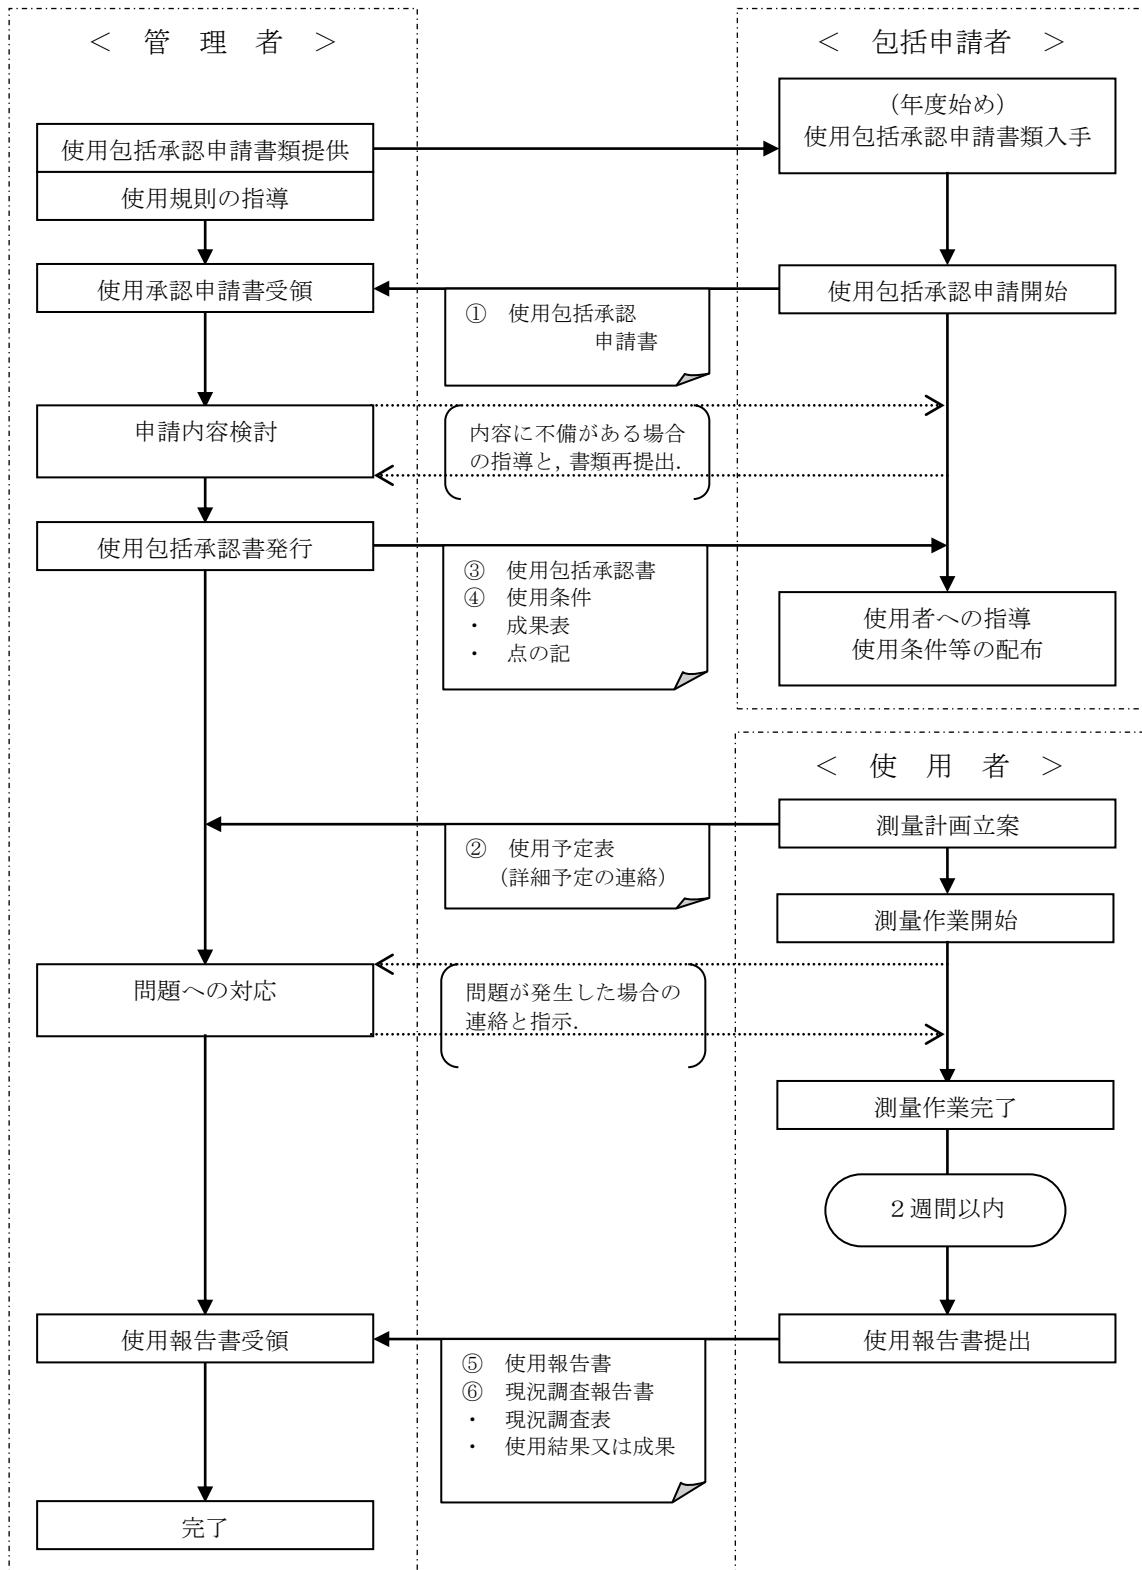 ＜　管　理　者　＞
＜　包括申請者　＞
使用包括承認申請書類提供
使用規則の指導
（年度始め）
使用包括承認申請書類入手
使用承認申請書受領
使用包括承認申請開始
①　使用包括承認
申請書
申請内容検討
内容に不備がある場合
の指導と，書類再提出．
使用包括承認書発行
③　使用包括承認書
④　使用条件
・　成果表
・　点の記
使用者への指導
使用条件等の配布
＜　使　用　者　＞
測量計画立案
②　使用予定表
（詳細予定の連絡）
測量作業開始
問題への対応
問題が発生した場合の
連絡と指示．
測量作業完了
２週間以内
使用報告書受領
使用報告書提出
⑤　使用報告書
⑥　現況調査報告書
・　現況調査表
・　使用結果又は成果
完了